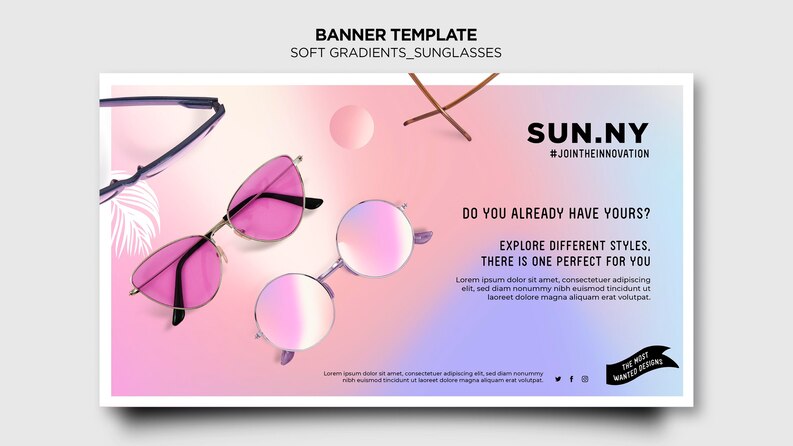 BANNER TEMPLATE
SOFT GRADIENTS_SUNGLASSES
SUN.NY
#JOINTHEINNOVATION
DO YOU ALREADY HAVE YOURS?
EXPLORE DIFFERENT STYLES,
THERE IS ONE PERFECT FOR YOU
Lorem ipsum dolor sit amet, consectetuer adipiscing
elit, sed diam nonummy nibh euismod tincidunt ut
laoreet dolore magna aliquam erat volutpat.
Lorem ipsum dolor sit amet, consectetuer adipiscing elit, sed diam
nonummy nibh euismod tincidunt ut laoreet dolore magna aliquam erat volutpat.
THE MOST
WANTED DESIGNS